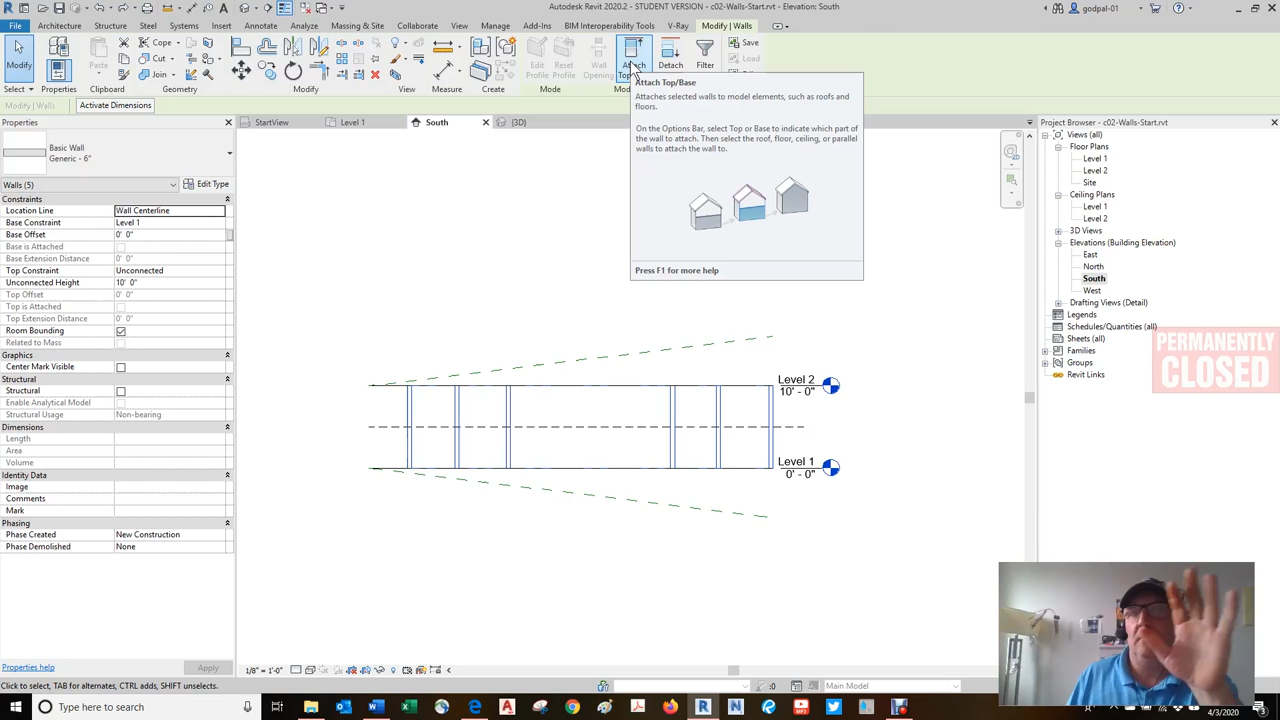 Autodesk Revit 2020.2 - STUDENT VERSION - c02-Walls-Start.rvt - Elevation: South
godpal-01
File
Architecture
Structure
Steel
Systems
Insert
Annotate
Analyze
Massing & Site
Collaborate
View
Manage
Add-Ins
BIM Interoperability Tools
V-Ray
Modify | Walls
Modify
Paste
Cope
Cut
Join
Edit Profile
Reset Profile
Wall Opening
Attach
Detach
Filter
Save
Load
Select
Properties
Clipboard
Geometry
Modify
View
Measure
Create
Mode
Modify | Walls
Activate Dimensions
Attach Top/Base
Attaches selected walls to model elements, such as roofs and
floors.
On the Options Bar, select Top or Base to indicate which part of
the wall to attach. Then select the roof, floor, ceiling, or parallel
walls to attach the wall to.
Press F1 for more help
Properties
StartView
Level 1
South
{3D}
Basic Wall
Generic - 6"
Walls (5)
Edit Type
Constraints
Location Line Wall Centerline
Base Constraint Level 1
Base Offset 0' 0"
Base is Attached
Base Extension Distance 0' 0"
Top Constraint Unconnected
Unconnected Height 10' 0"
Top Offset 0' 0"
Top is Attached
Top Extension Distance 0' 0"
Room Bounding
Related to Mass
Graphics
Center Mark Visible
Structural
Structural
Enable Analytical Model
Structural Usage Non-bearing
Dimensions
Length
Area
Volume
Identity Data
Image
Comments
Mark
Phasing
Phase Created New Construction
Phase Demolished None
Properties help
Apply
Level 2
10' - 0"
Level 1
0' - 0"
Project Browser - c02-Walls-Start.rvt
Views (all)
Floor Plans
Level 1
Level 2
Site
Ceiling Plans
Level 1
Level 2
3D Views
Elevations (Building Elevation)
East
North
South
West
Drafting Views (Detail)
Legends
Schedules/Quantities (all)
Sheets (all)
Families
Groups
Revit Links
PERMANENTLY
CLOSED
1/8" = 1'-0"
Click to select, TAB for alternates, CTRL adds, SHIFT unselects.
:0
Main Model
Type here to search
4/3/2020